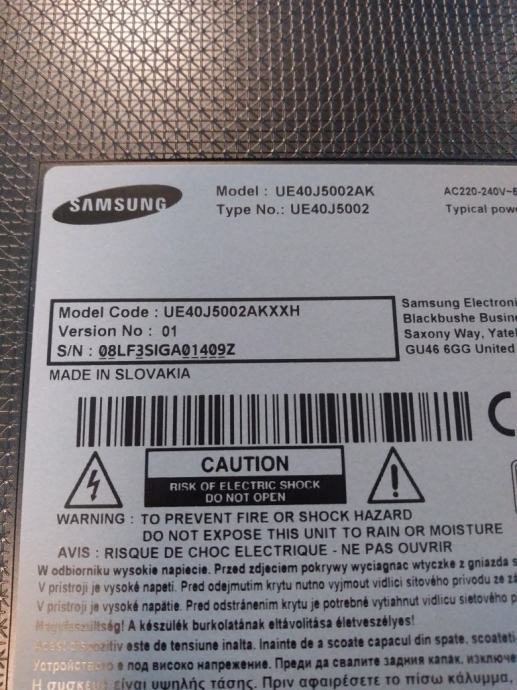 SAMSUNG
Model : UE40J5002AK
Type No.: UE40J5002
AC220-240V~
Typical
Model Code : UE40J5002AKXXH
Version No : 01
S/N : 08LF3SIGA01409Z
Samsung
Blackbushe
Saxony Way,
GU46 6GG United
MADE IN SLOVAKIA
CAUTION
RISK OF ELECTRIC SHOCK
DO NOT OPEN
WARNING : TO PREVENT FIRE OR SHOCK HAZARD
DO NOT EXPOSE THIS UNIT TO RAIN OR MOISTURE
AVIS : RISQUE DE CHOC ELECTRIQUE - NE PAS OUVRIR
W odbiorniku wysokie napiecie. Przed zdjeciem pokrywy wyciagnac wtyczke z gniazda s
V pristroji je vysoké napeti. Pred odejmutim krytu nutno vyjmout vidlici sitového privodu ze
V pristroji je vysoké napätie. Pred odstránením krytu je potrebné vytiahnut vidlicu sietového p
Magyfeszültség! A készülék burkolatának eltávolítása életveszélyes!
Acest dispozitiv este de tensiune inalta. Inainte de a scoate capacul din spate, scoateti
Устройството е под високо напрежение. Преди да свалите задния капак, изключе
Η συσκευή είναι υψηλής τάσης. Πριν αφαιρέσετε το πίσω κάλυμμα,